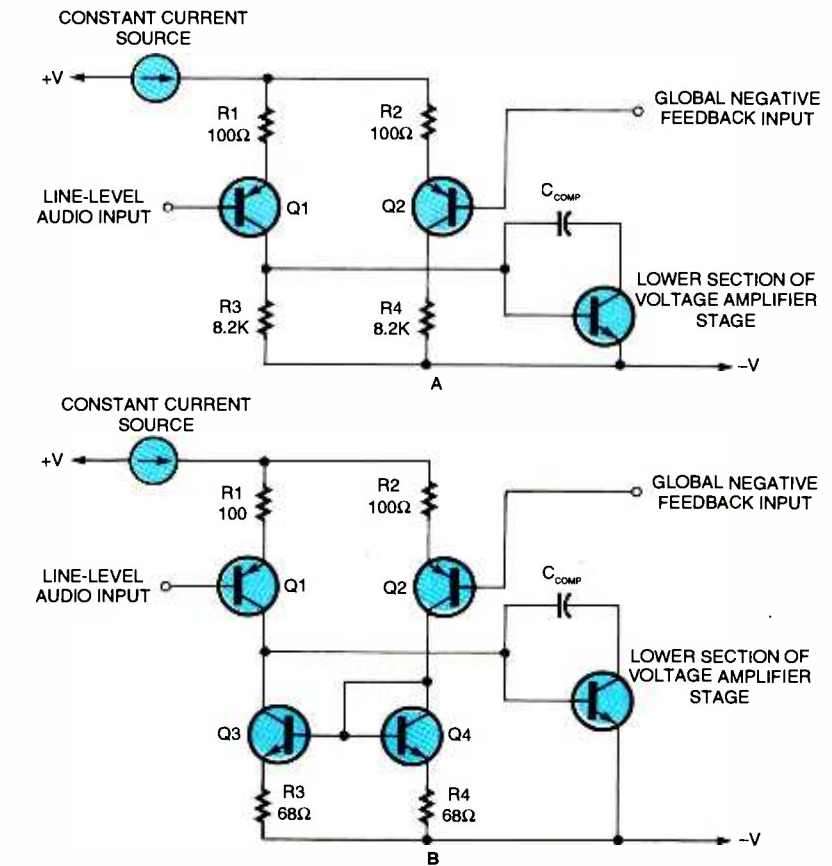 CONSTANT CURRENT
SOURCE
+V
R1
100Ω
R2
100Ω
GLOBAL NEGATIVE
FEEDBACK INPUT
LINE-LEVEL
AUDIO INPUT
Q1
Q2
CCOMP
R3
8.2K
R4
8.2K
LOWER SECTION OF
VOLTAGE AMPLIFIER
STAGE
–V
A
CONSTANT CURRENT
SOURCE
+V
R1
100
R2
100Ω
GLOBAL NEGATIVE
FEEDBACK INPUT
LINE-LEVEL
AUDIO INPUT
Q1
Q2
CCOMP
LOWER SECTION OF
VOLTAGE AMPLIFIER
STAGE
Q3
Q4
R3
68Ω
R4
68Ω
–V
B